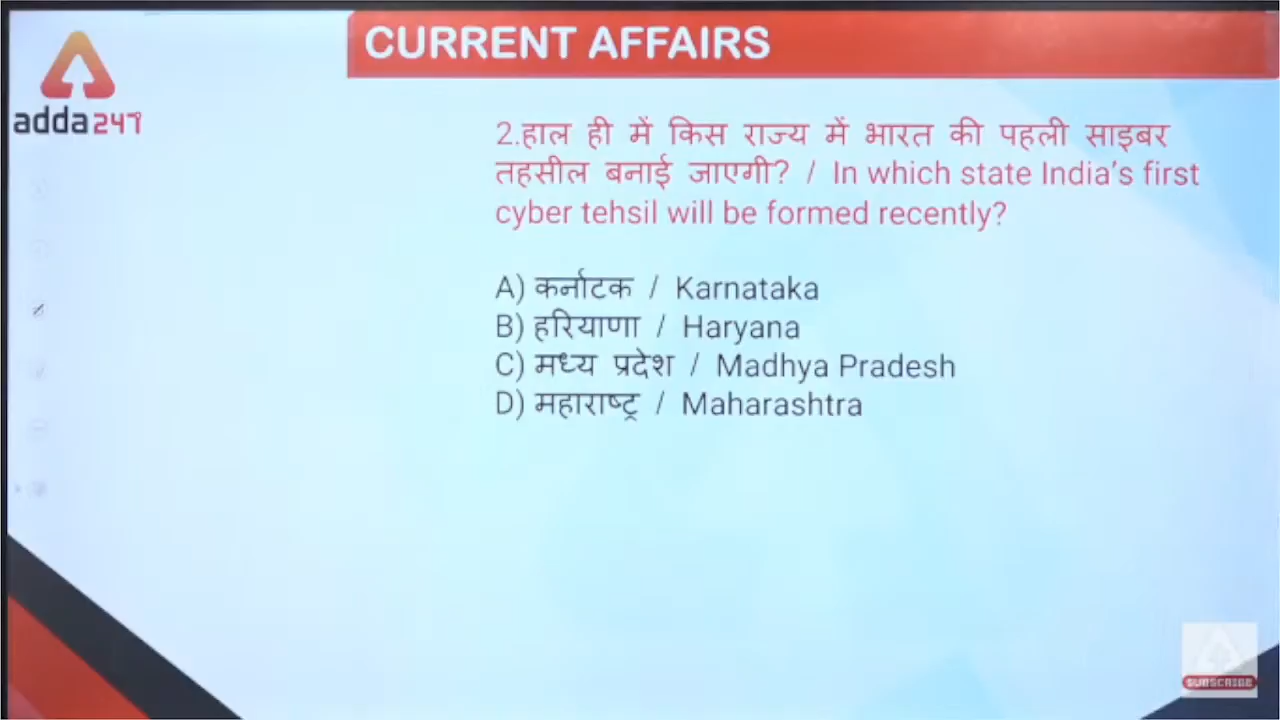 CURRENT AFFAIRS
adda247
2.हाल ही में किस राज्य में भारत की पहली साइबर
तहसील बनाई जाएगी? / In which state India's first
cyber tehsil will be formed recently?
A) कर्नाटक / Karnataka
B) हरियाणा / Haryana
C) मध्य प्रदेश / Madhya Pradesh
D) महाराष्ट्र / Maharashtra
SUBSCRIBE